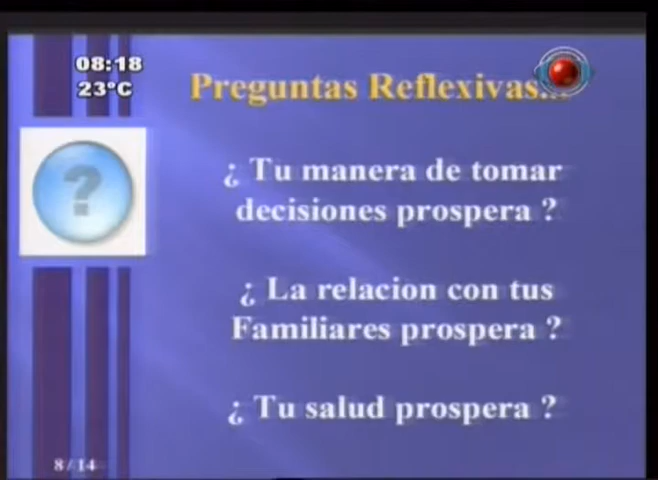 08:18
23°C
Preguntas Reflexivas...
?
¿ Tu manera de tomar
decisiones prospera ?
¿ La relacion con tus
Familiares prospera ?
¿ Tu salud prospera ?
8/14